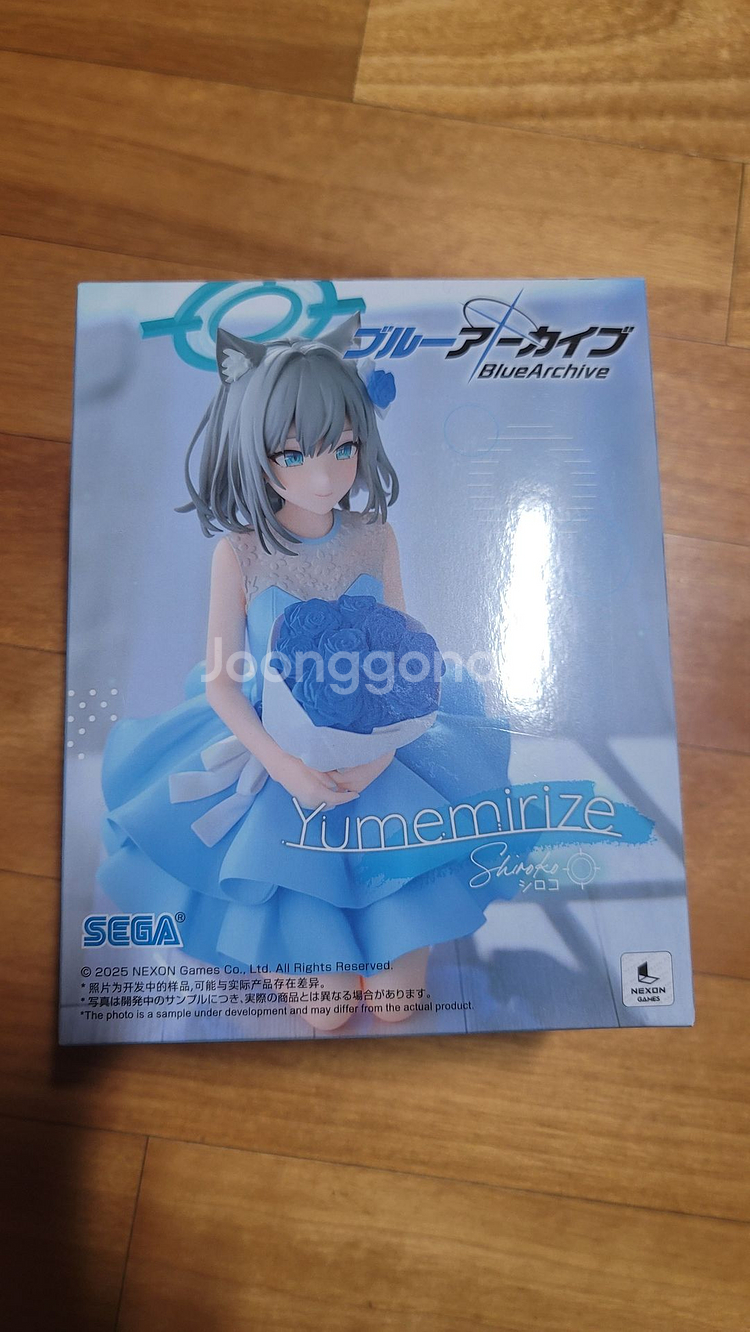 ブルーアーカイブ
BlueArchive
Joonggona
Yumemirize
Shiroko
シロコ
SEGA®
© 2025 NEXON Games Co., Ltd. All Rights Reserved.
* 照片为开发中的样品,可能与实际产品存在差异。
* 写真は開発中のサンプルにつき、実際の商品とは異なる場合があります。
*The photo is a sample under development and may differ from the actual product.
NEXON
GAMES